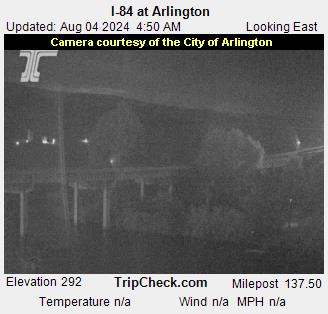 I-84 at Arlington
Updated: Aug 04 2024 4:50 AM Looking East
Camera courtesy of the City of Arlington
Elevation 292 TripCheck.com Milepost 137.50
Temperature n/a Wind n/a MPH n/a